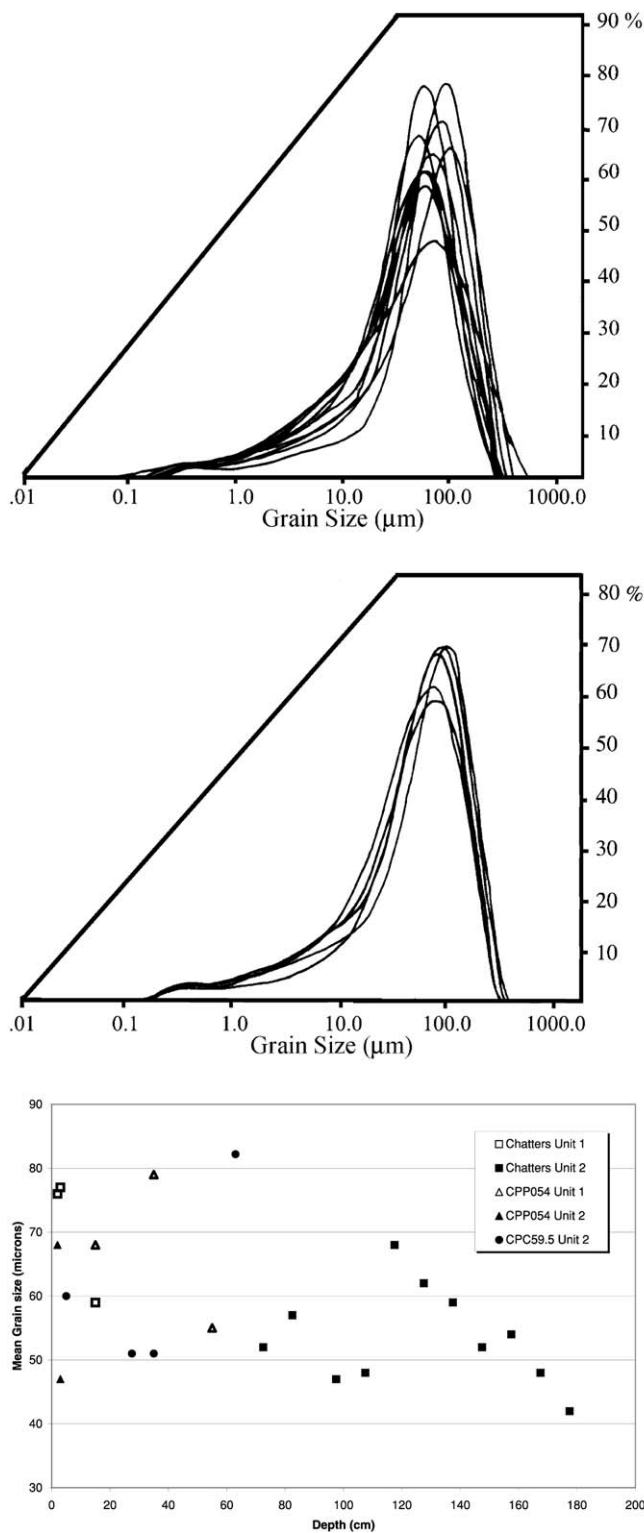 90 %
80
70
60
50
40
30
20
10
.01 0.1 1.0 10.0 100.0 1000.0
Grain Size (µm)
80 %
70
60
50
40
30
20
10
.01 0.1 1.0 10.0 100.0 1000.0
Grain Size (µm)
90
80
70
60
50
40
30
Mean Grain size (microns)
Chatters Unit 1
Chatters Unit 2
CPP054 Unit 1
CPP054 Unit 2
CPC59.5 Unit 2
0 20 40 60 80 100 120 140 160 180 200
Depth (cm)